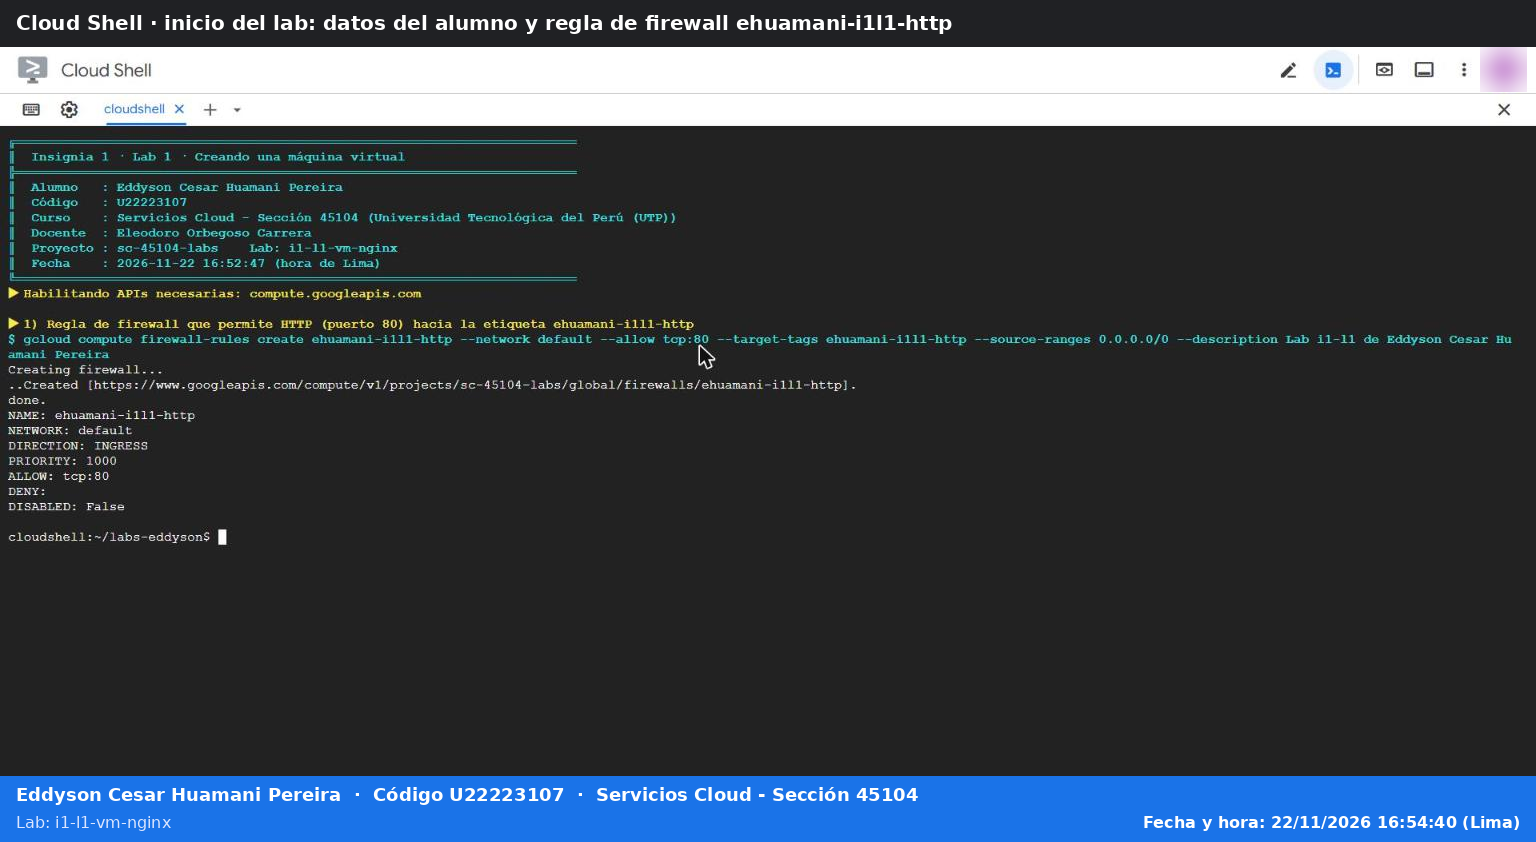 Cloud Shell · inicio del lab: datos del alumno y regla de firewall ehuamani-i1l1-http
Cloud Shell
cloudshell
Insignia 1 · Lab 1 · Creando una máquina virtual
Alumno : Eddyson Cesar Huamani Pereira
Código : U22223107
Curso : Servicios Cloud - Sección 45104 (Universidad Tecnológica del Perú (UTP))
Docente : Eleodoro Orbegoso Carrera
Proyecto : sc-45104-labs Lab: i1-l1-vm-nginx
Fecha : 2026-11-22 16:52:47 (hora de Lima)
Habilitando APIs necesarias: compute.googleapis.com
1) Regla de firewall que permite HTTP (puerto 80) hacia la etiqueta ehuamani-i1l1-http
$ gcloud compute firewall-rules create ehuamani-i1l1-http --network default --allow tcp:80 --target-tags ehuamani-i1l1-http --source-ranges 0.0.0.0/0 --description Lab i1-l1 de Eddyson Cesar Hu
amani Pereira
Creating firewall...
..Created [https://www.googleapis.com/compute/v1/projects/sc-45104-labs/global/firewalls/ehuamani-i1l1-http].
done.
NAME: ehuamani-i1l1-http
NETWORK: default
DIRECTION: INGRESS
PRIORITY: 1000
ALLOW: tcp:80
DENY:
DISABLED: False
cloudshell:~/labs-eddyson$
Eddyson Cesar Huamani Pereira · Código U22223107 · Servicios Cloud - Sección 45104
Lab: i1-l1-vm-nginx
Fecha y hora: 22/11/2026 16:54:40 (Lima)